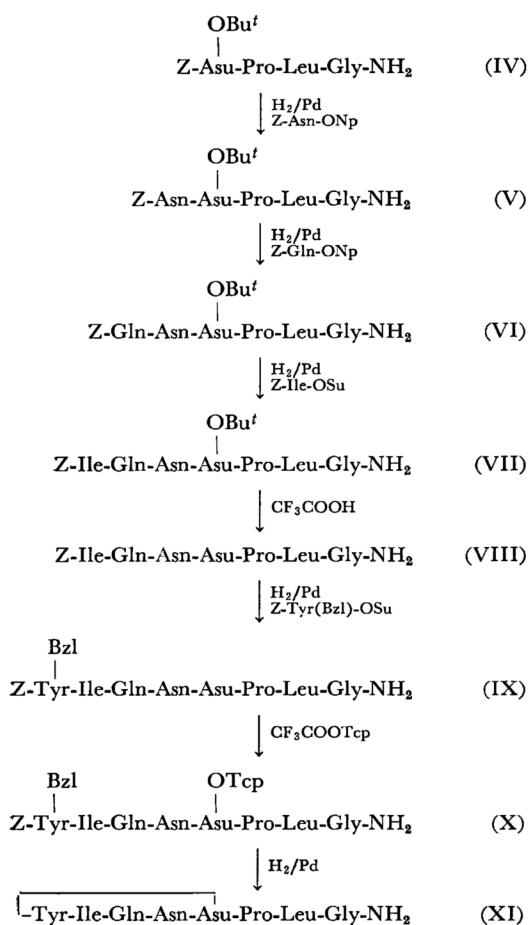 OBuᵗ
Z-Asu-Pro-Leu-Gly-NH₂ (IV)
H₂/Pd
Z-Asn-ONp
OBuᵗ
Z-Asn-Asu-Pro-Leu-Gly-NH₂ (V)
H₂/Pd
Z-Gln-ONp
OBuᵗ
Z-Gln-Asn-Asu-Pro-Leu-Gly-NH₂ (VI)
H₂/Pd
Z-Ile-OSu
OBuᵗ
Z-Ile-Gln-Asn-Asu-Pro-Leu-Gly-NH₂ (VII)
CF₃COOH
Z-Ile-Gln-Asn-Asu-Pro-Leu-Gly-NH₂ (VIII)
H₂/Pd
Z-Tyr(Bzl)-OSu
Bzl
Z-Tyr-Ile-Gln-Asn-Asu-Pro-Leu-Gly-NH₂ (IX)
CF₃COOTcp
Bzl OTcp
Z-Tyr-Ile-Gln-Asn-Asu-Pro-Leu-Gly-NH₂ (X)
H₂/Pd
-Tyr-Ile-Gln-Asn-Asu-Pro-Leu-Gly-NH₂ (XI)